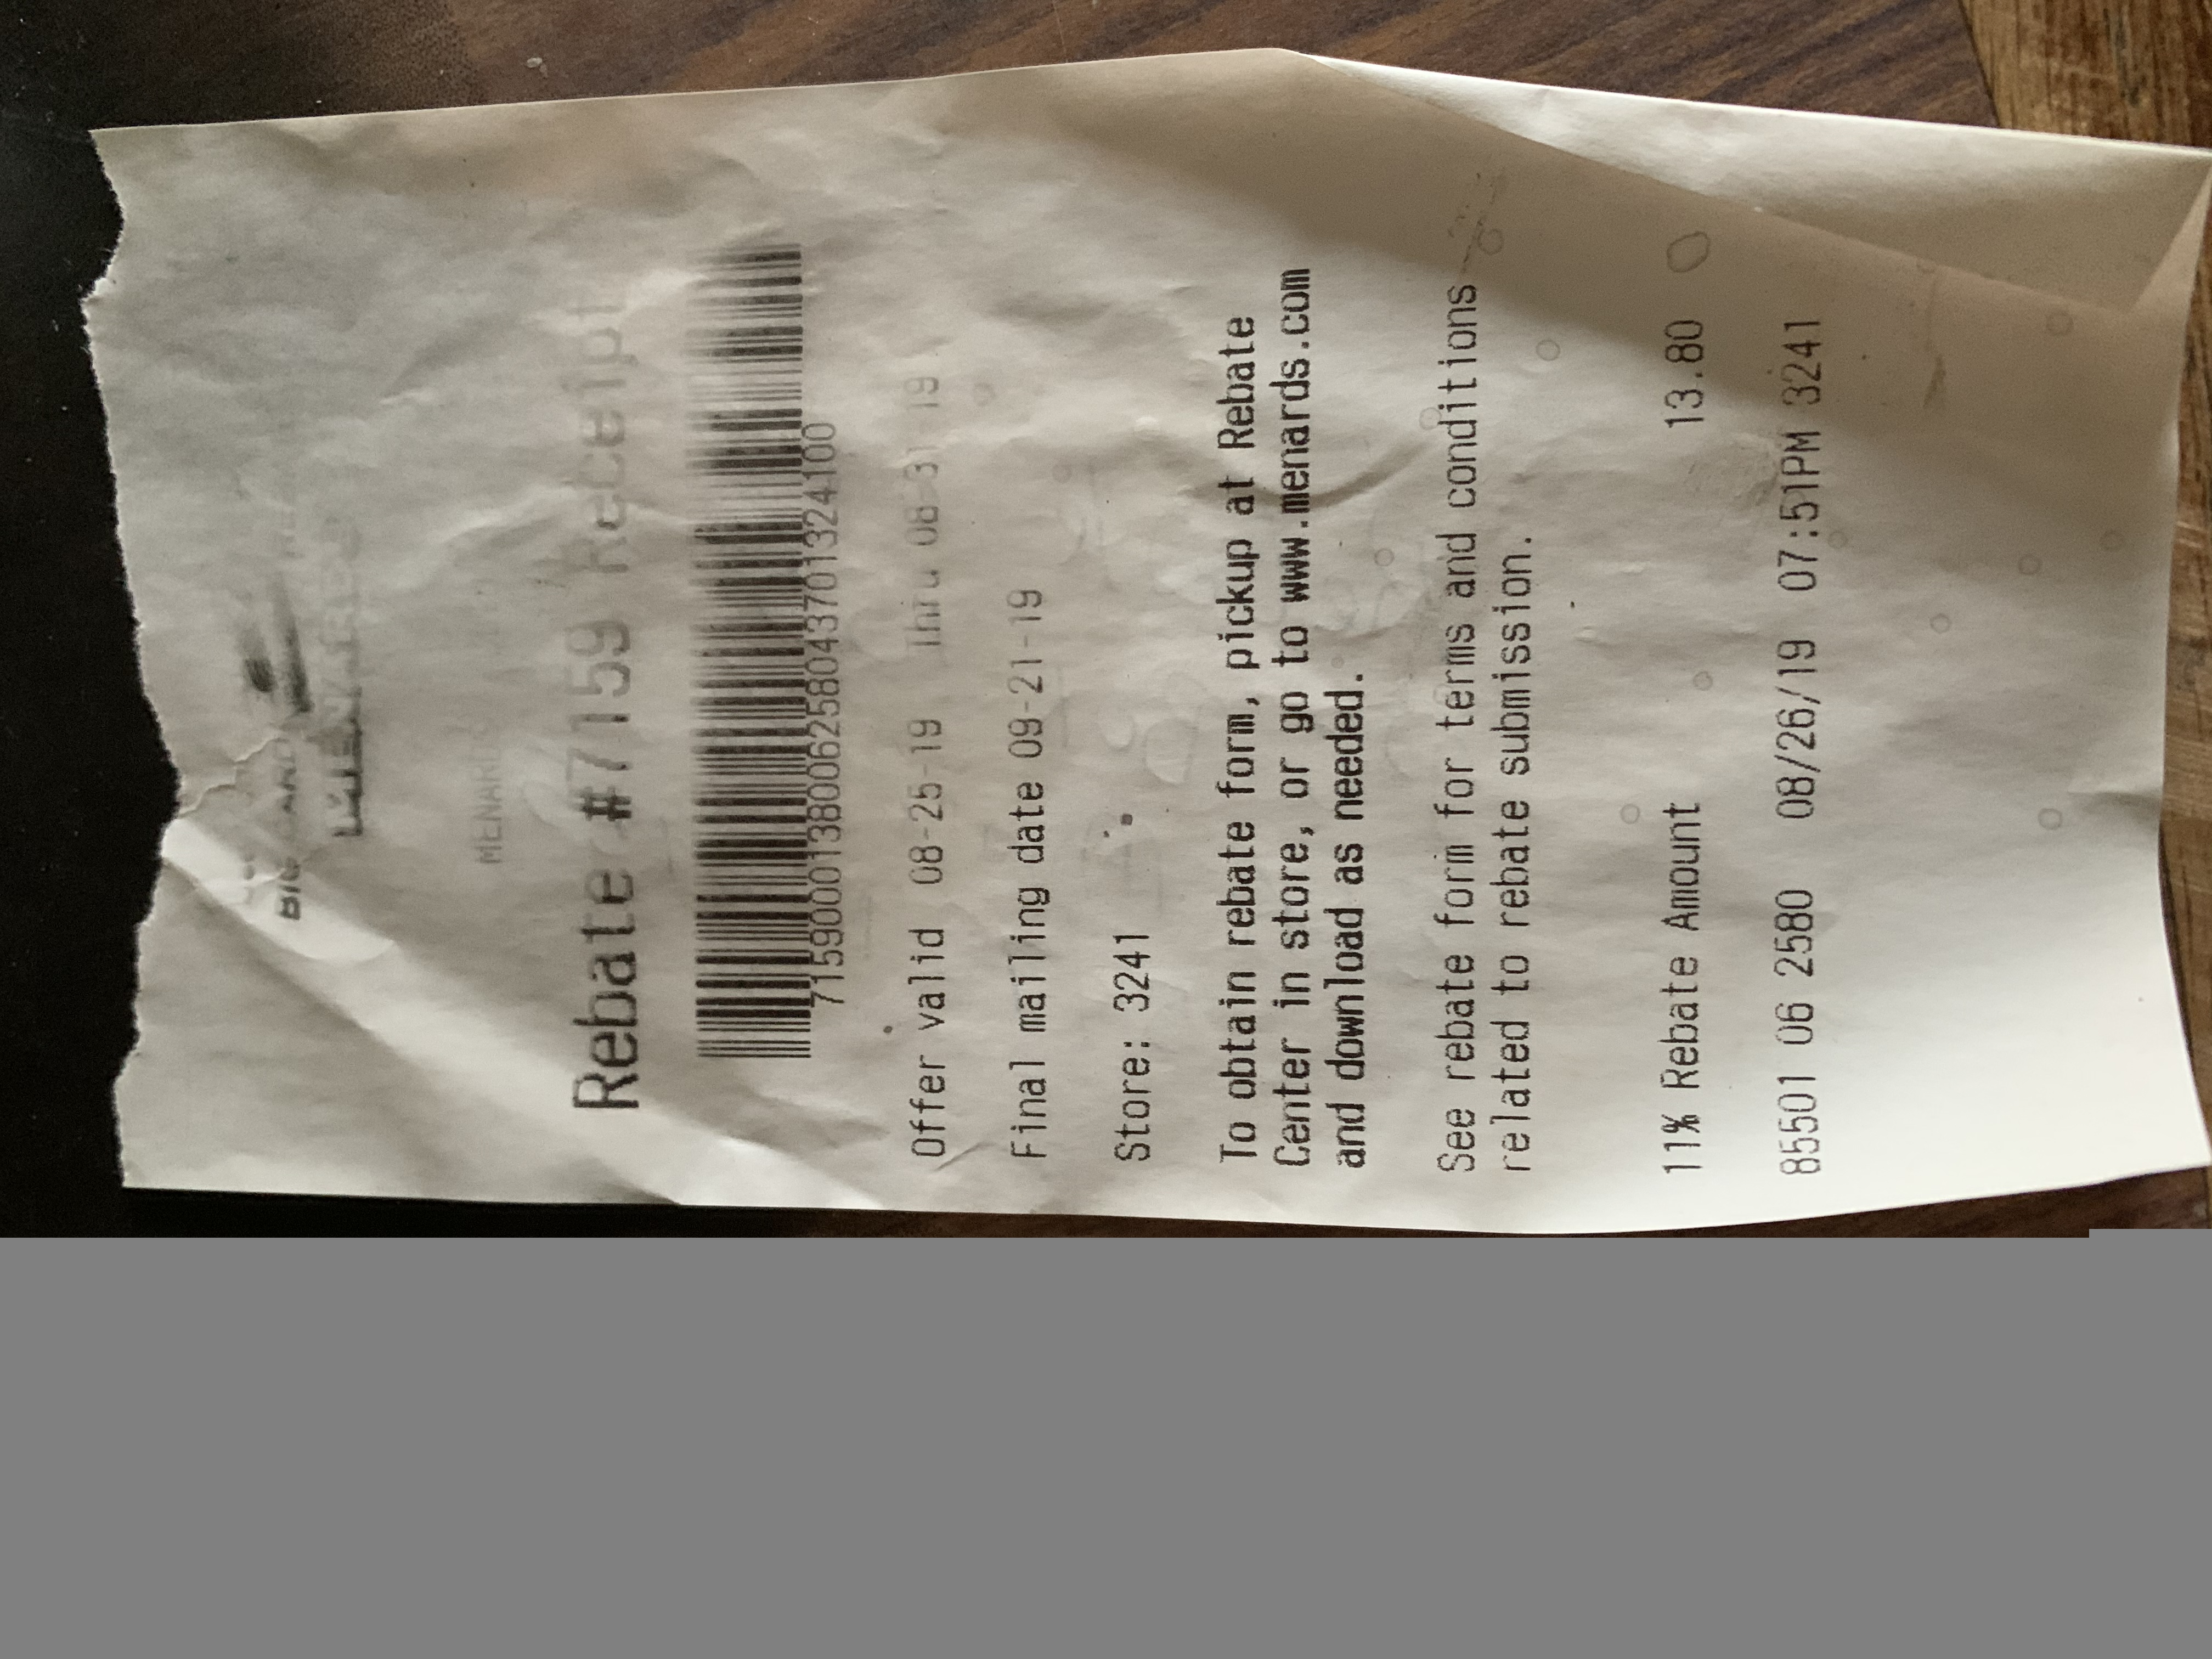 MENARDS
Rebate #7159 Receipt
Offer valid 08-25-19 Thru 08-31-19
Final mailing date 09-21-19
Store: 3241
To obtain rebate form, pickup at Rebate
Center in store, or go to www.menards.com
and download as needed.
See rebate form for terms and conditions
related to rebate submission.
11% Rebate Amount 13.80
85501 06 2580 08/26/19 07:51PM 3241